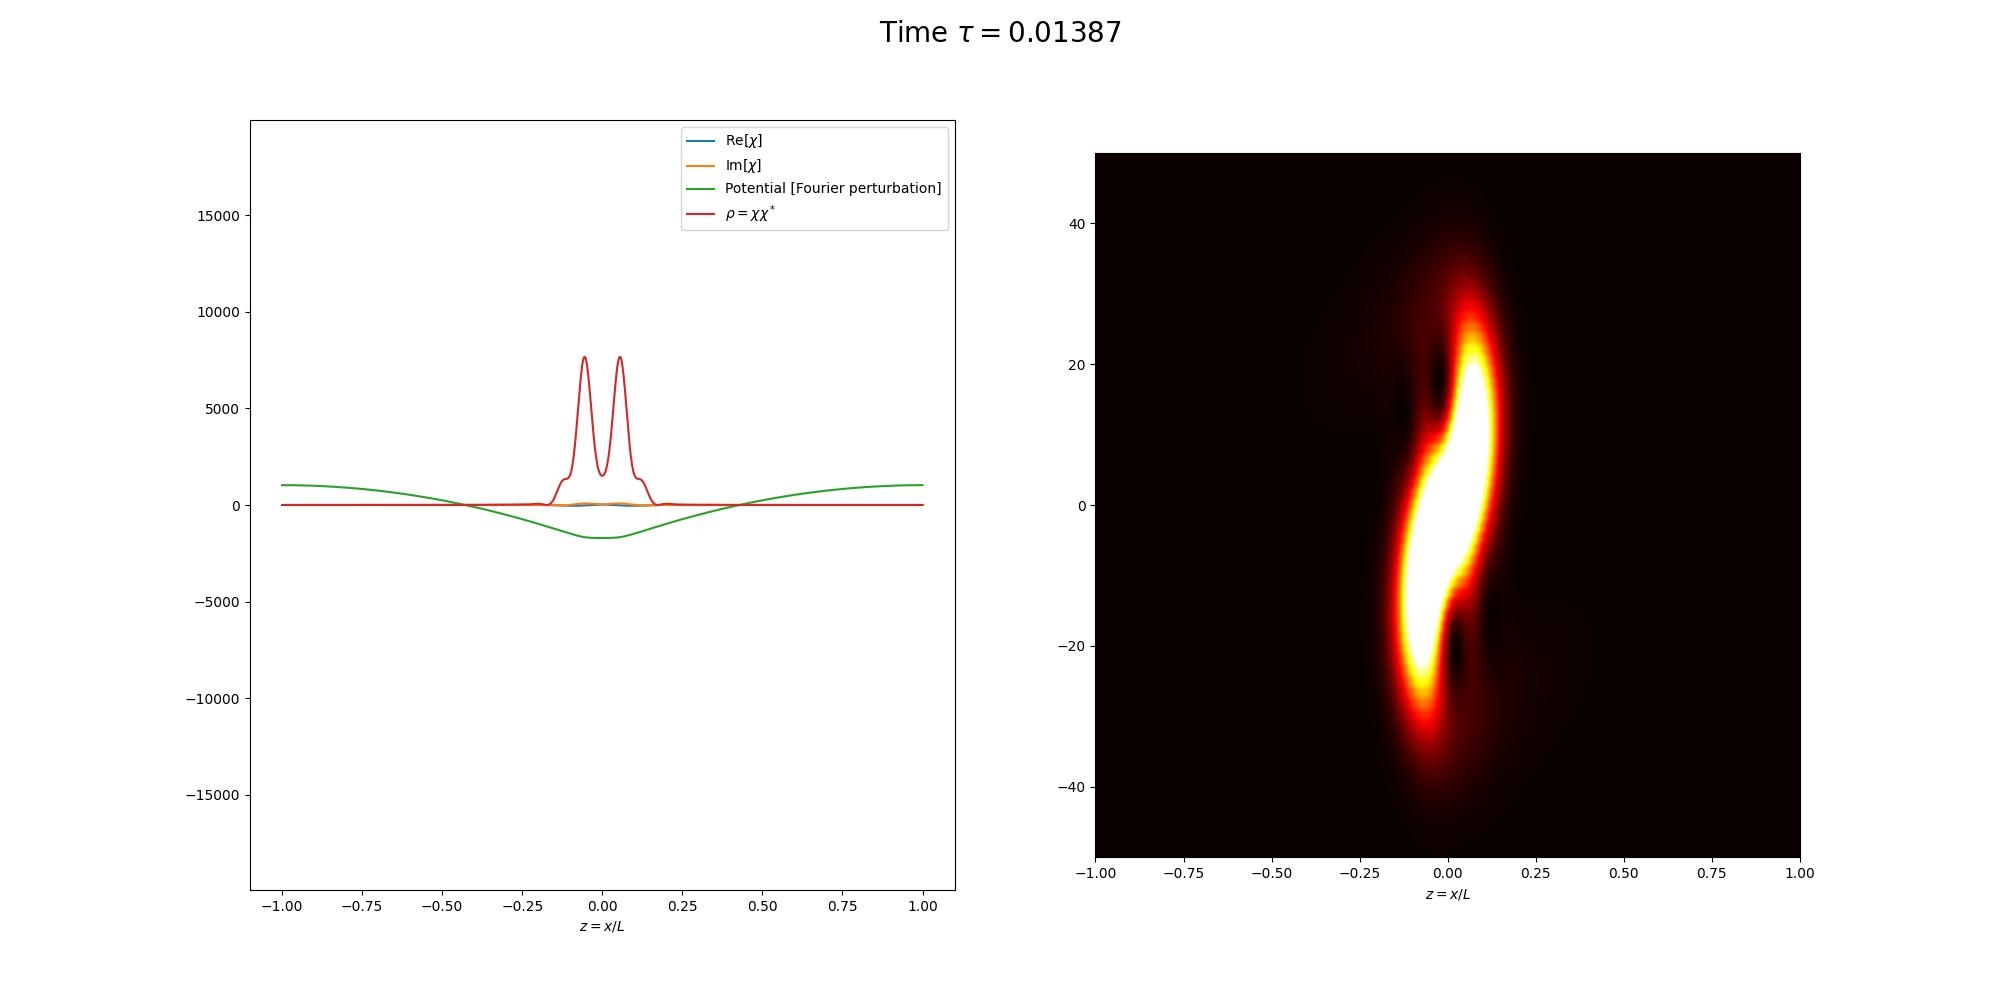 Time τ = 0.01387
Re[χ]
Im[χ]
Potential [Fourier perturbation]
ρ = χχ*
15000
10000
5000
0
−5000
−10000
−15000
−1.00 −0.75 −0.50 −0.25 0.00 0.25 0.50 0.75 1.00
z = x/L
40
20
0
−20
−40
−1.00 −0.75 −0.50 −0.25 0.00 0.25 0.50 0.75 1.00
z = x/L